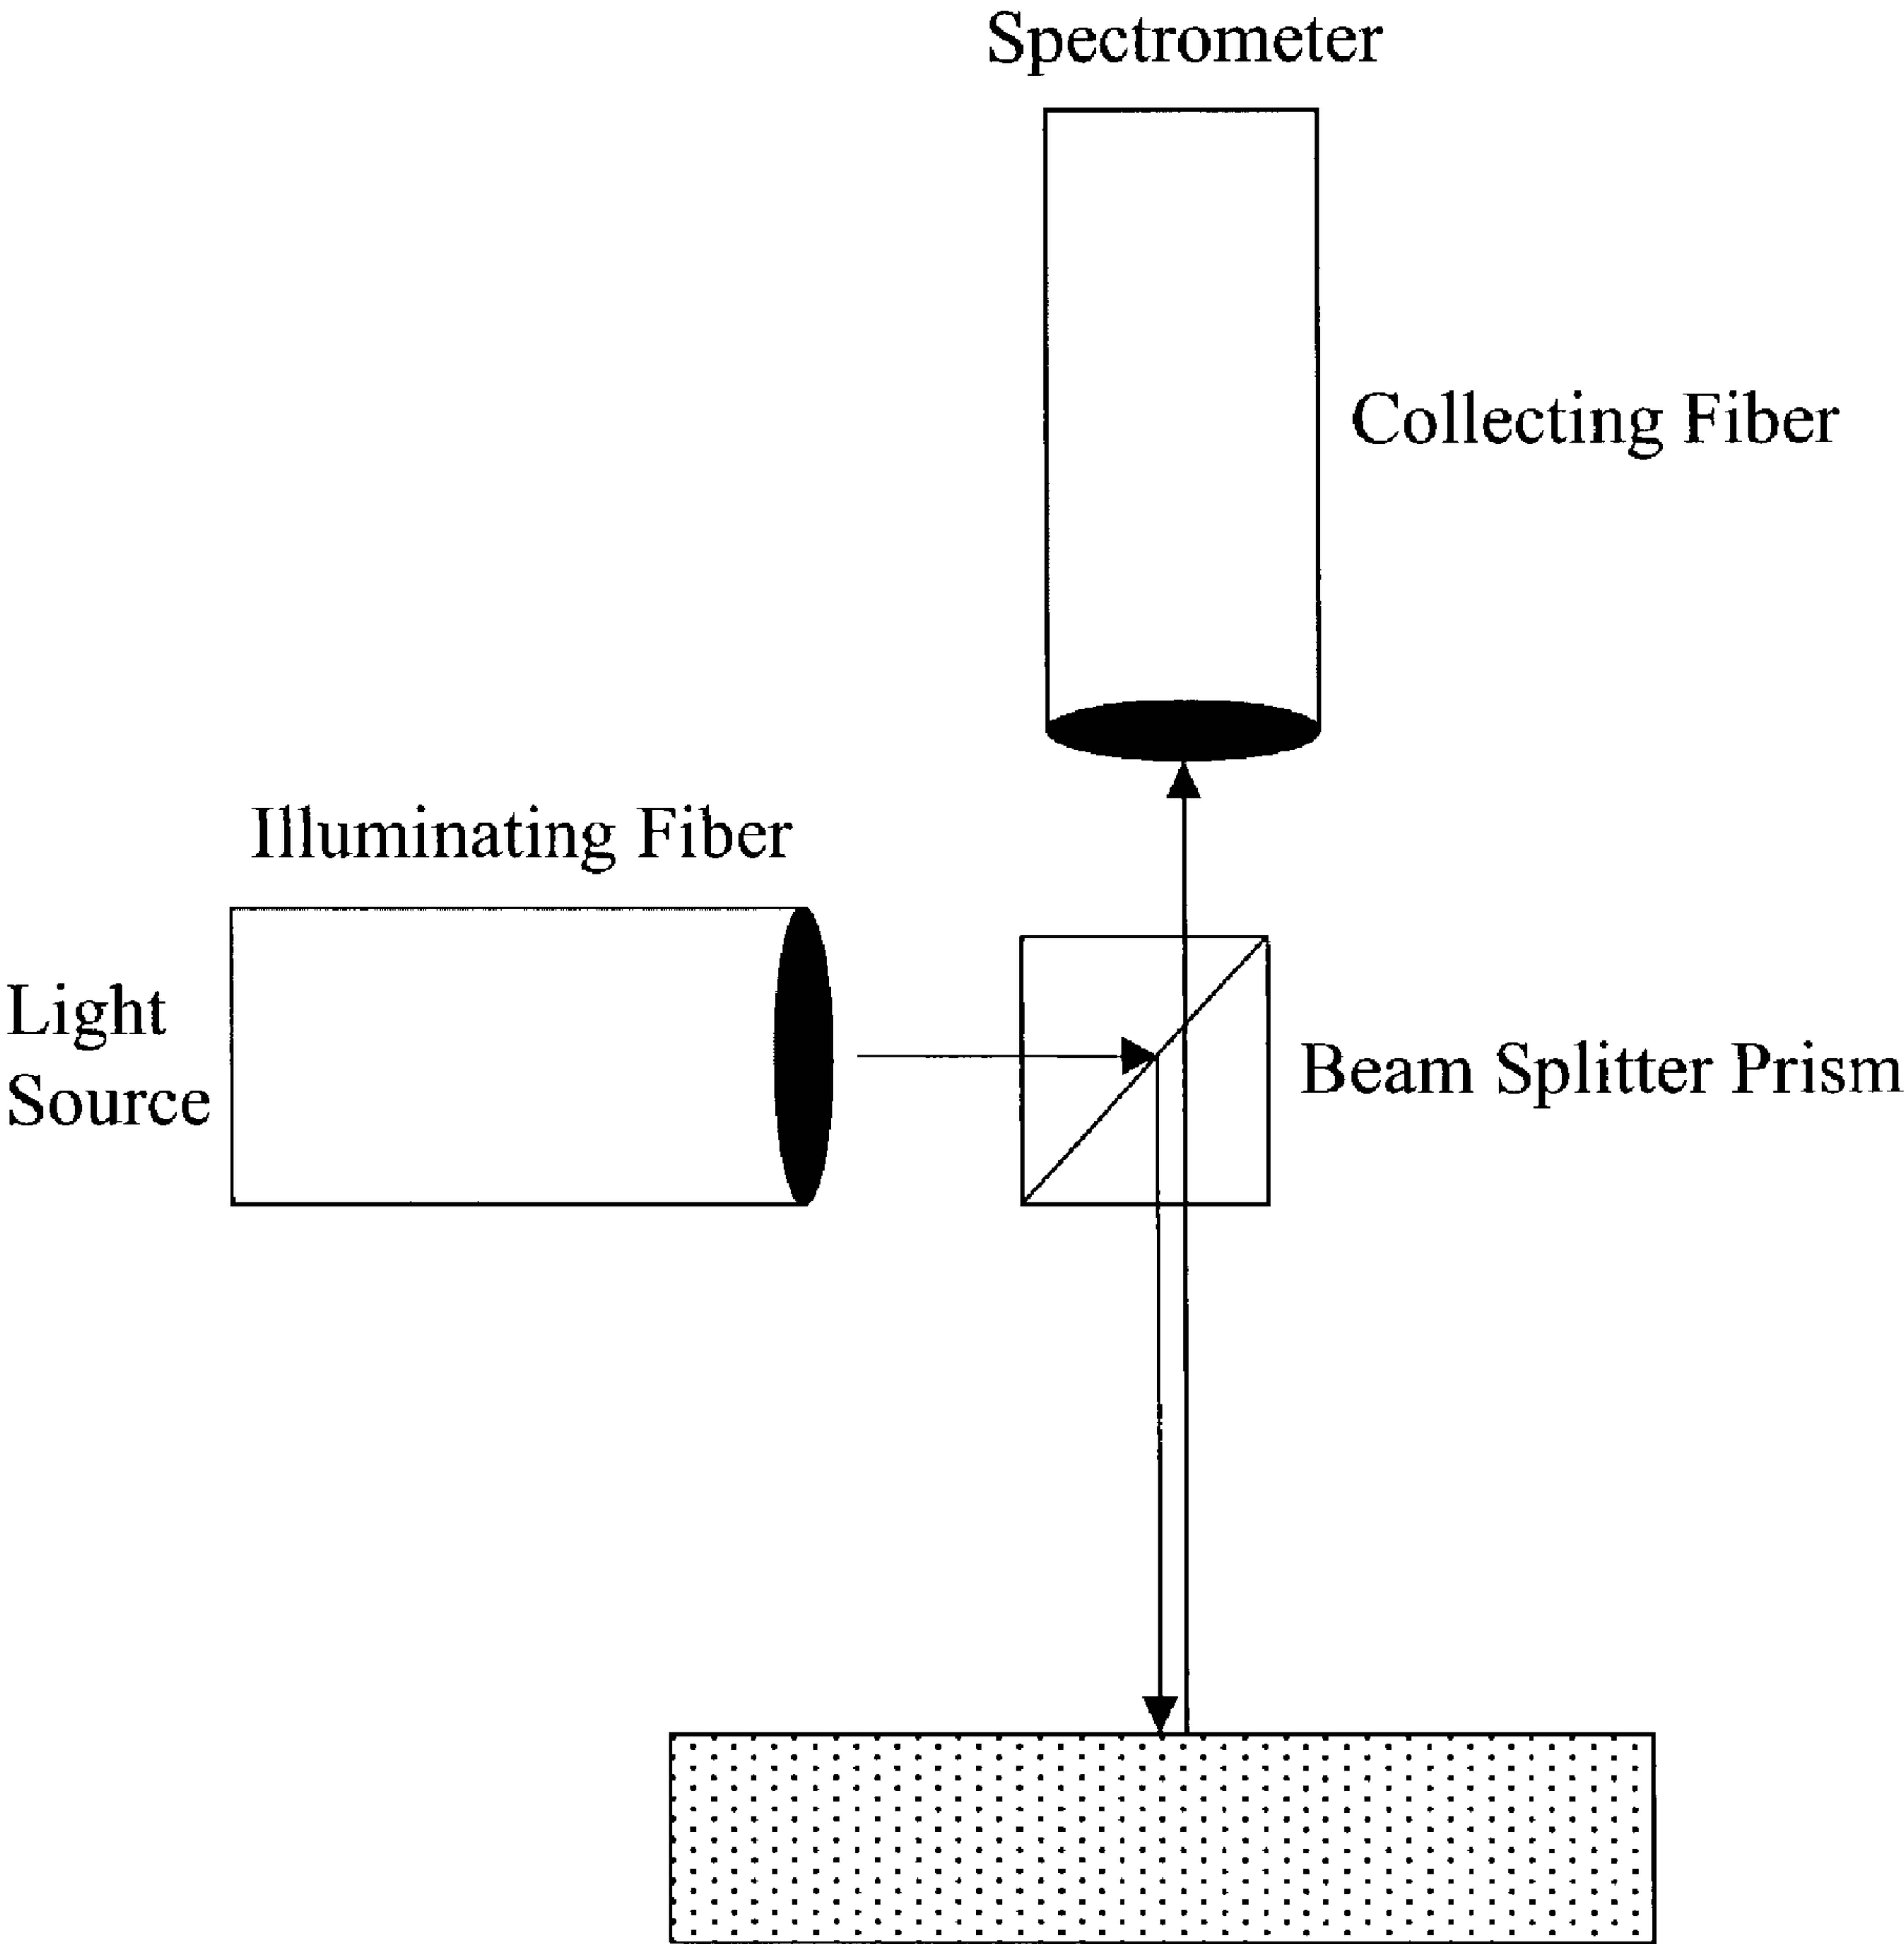 Spectrometer
Collecting Fiber
Illuminating Fiber
Light
Source
Beam Splitter Prism